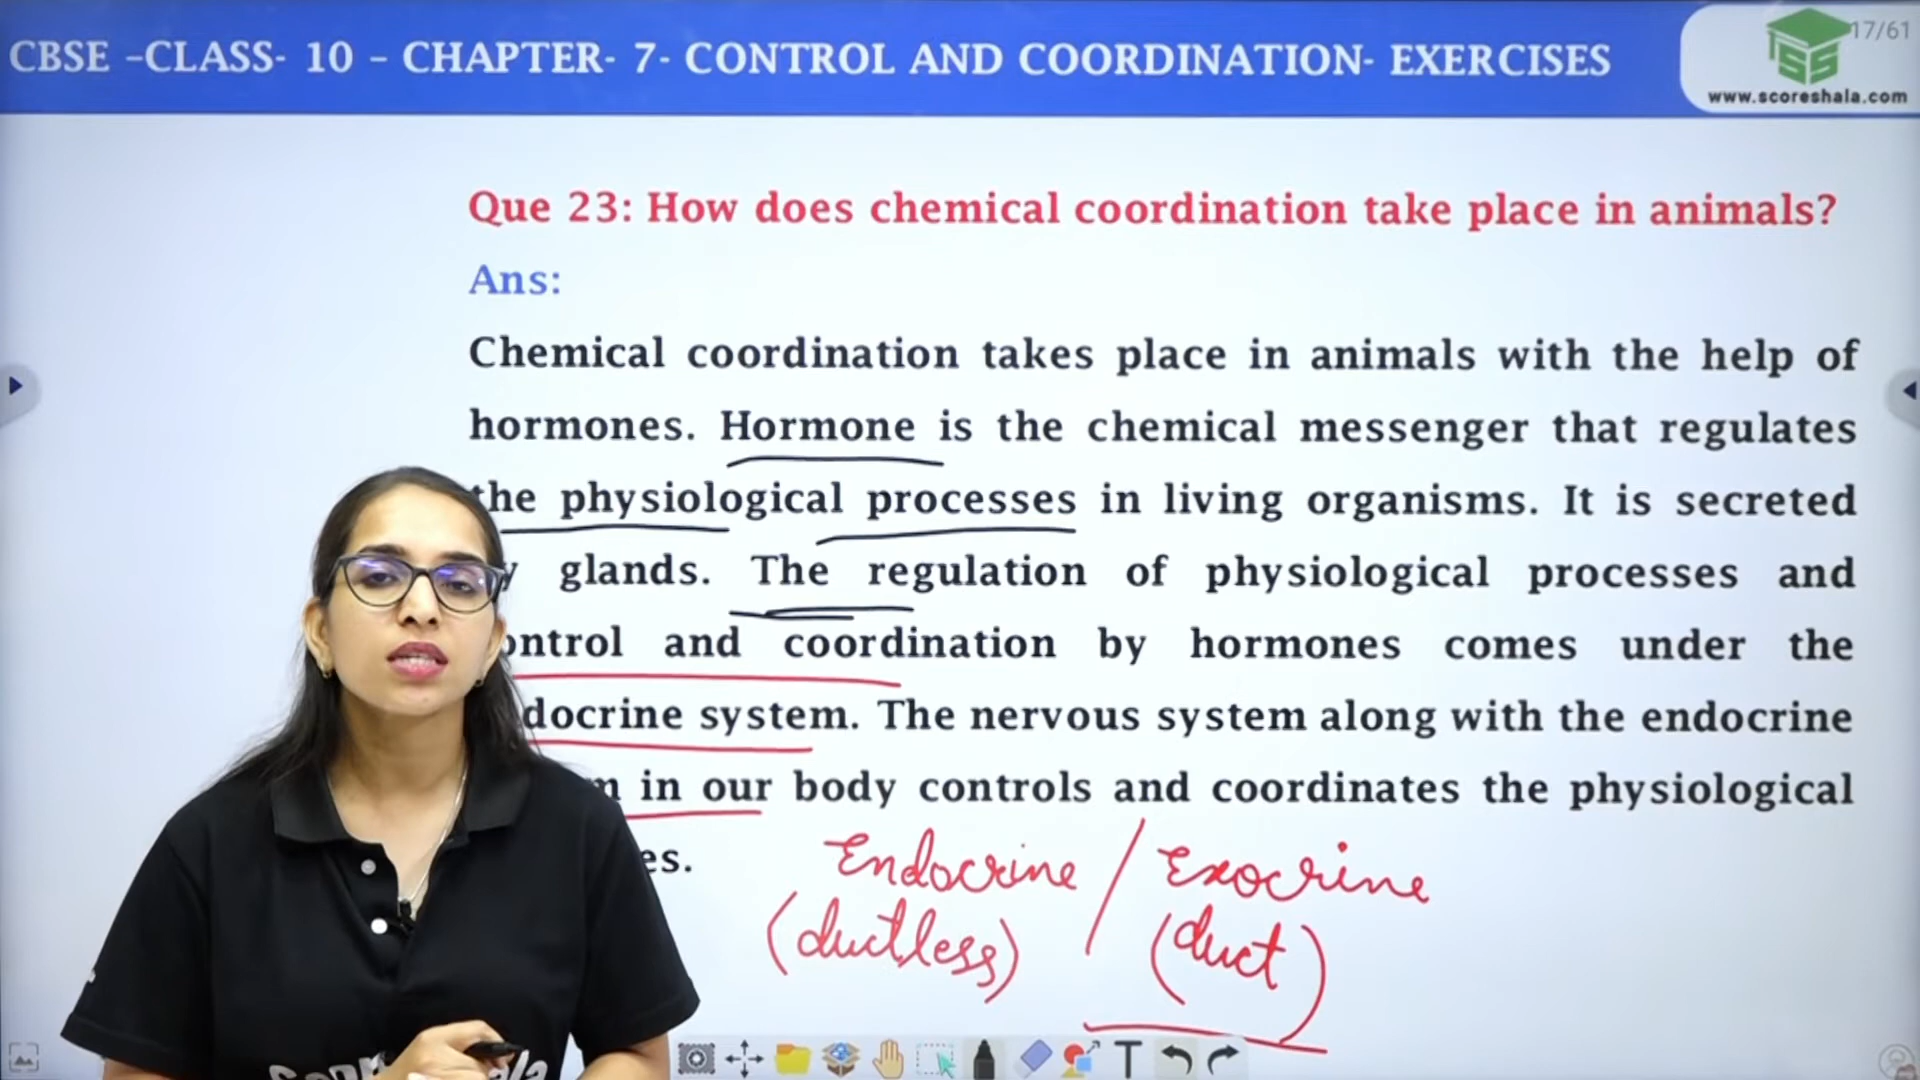 CBSE –CLASS- 10 – CHAPTER- 7- CONTROL AND COORDINATION- EXERCISES
17/61
www.scoreshala.com
Que 23: How does chemical coordination take place in animals?
Ans:
Chemical coordination takes place in animals with the help of
hormones. Hormone is the chemical messenger that regulates
the physiological processes in living organisms. It is secreted
glands. The regulation of physiological processes and
ontrol and coordination by hormones comes under the
docrine system. The nervous system along with the endocrine
m in our body controls and coordinates the physiological
es.
Endocrine / Exocrine
(ductless) (duct)
T